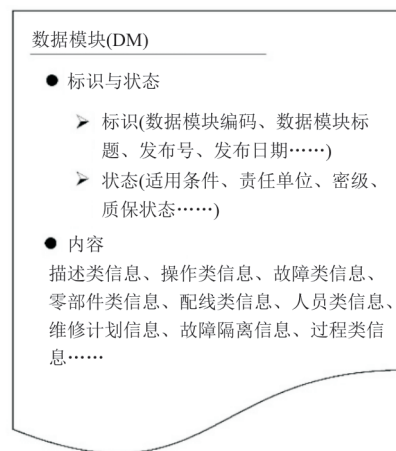 数据模块(DM)
● 标识与状态
➢ 标识(数据模块编码、数据模块标
题、发布号、发布日期……)
➢ 状态(适用条件、责任单位、密级、
质保状态……)
● 内容
描述类信息、操作类信息、故障类信息、
零部件类信息、配线类信息、人员类信息、
维修计划信息、故障隔离信息、过程类信
息……